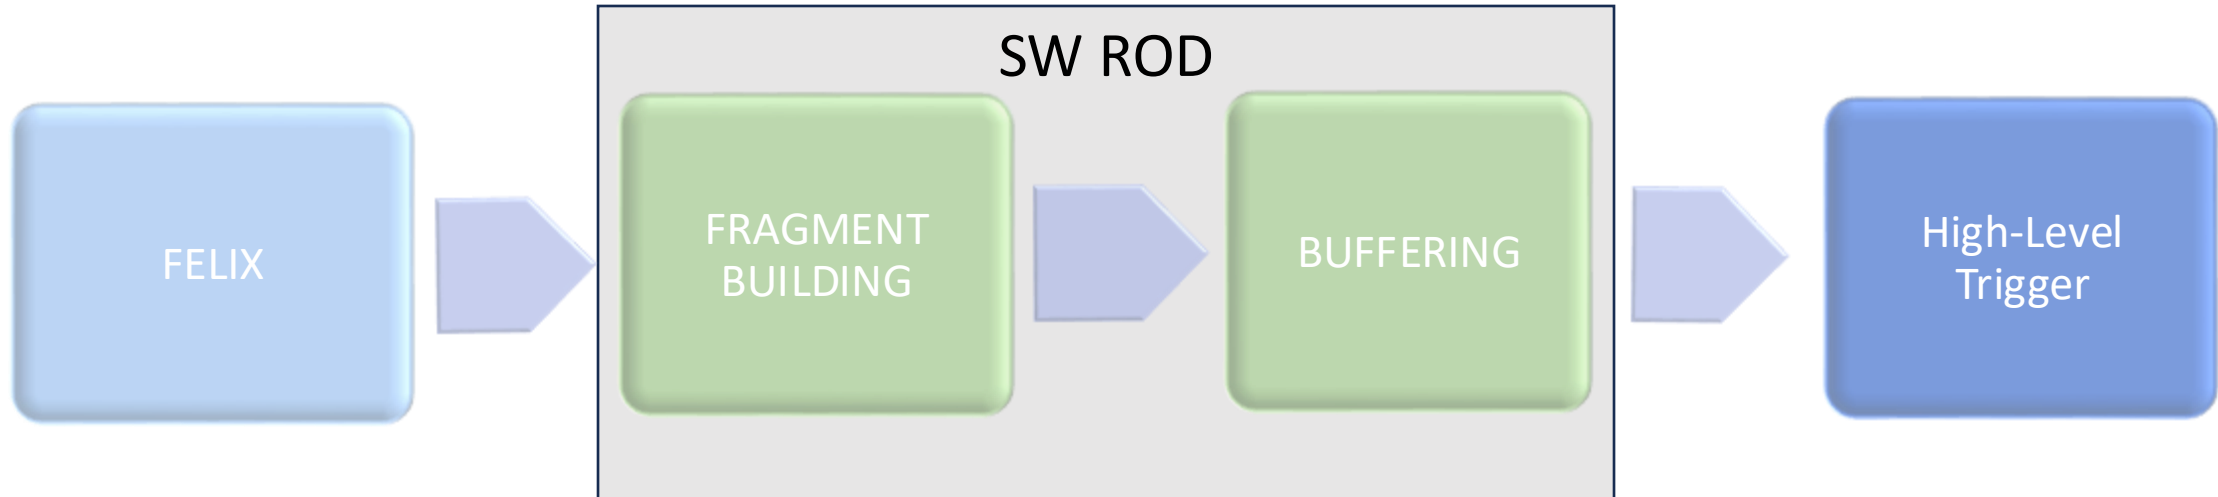 SW ROD
FELIX
FRAGMENT
BUILDING
BUFFERING
High-Level
Trigger